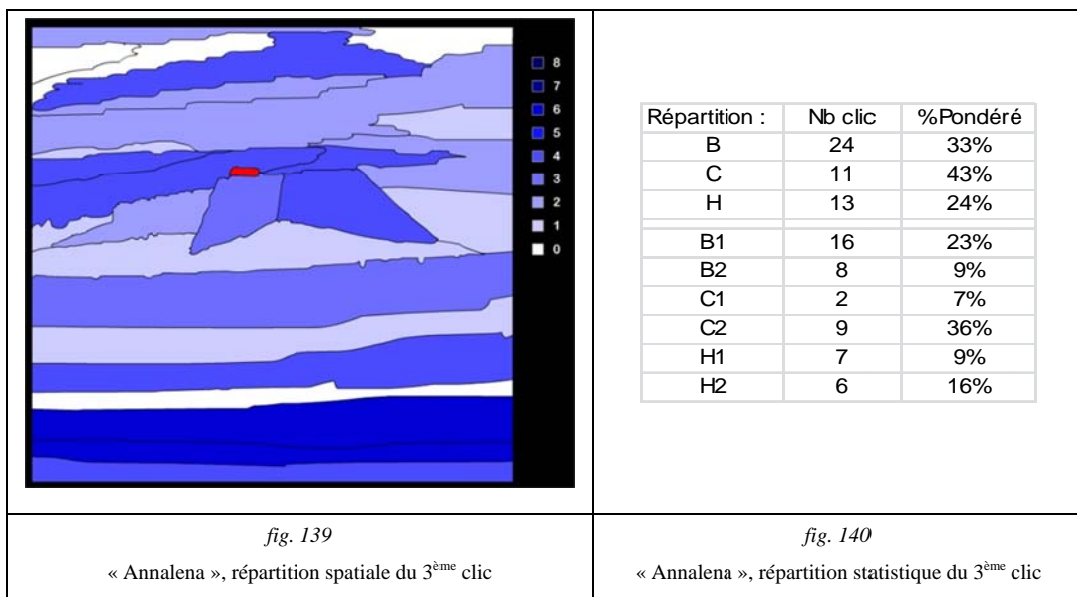 8
7
6
5
4
3
2
1
0
Répartition : Nb clic %Pondéré
B 24 33%
C 11 43%
H 13 24%
B1 16 23%
B2 8 9%
C1 2 7%
C2 9 36%
H1 7 9%
H2 6 16%
fig. 139
« Annalena », répartition spatiale du 3ème clic
fig. 140
« Annalena », répartition statistique du 3ème clic